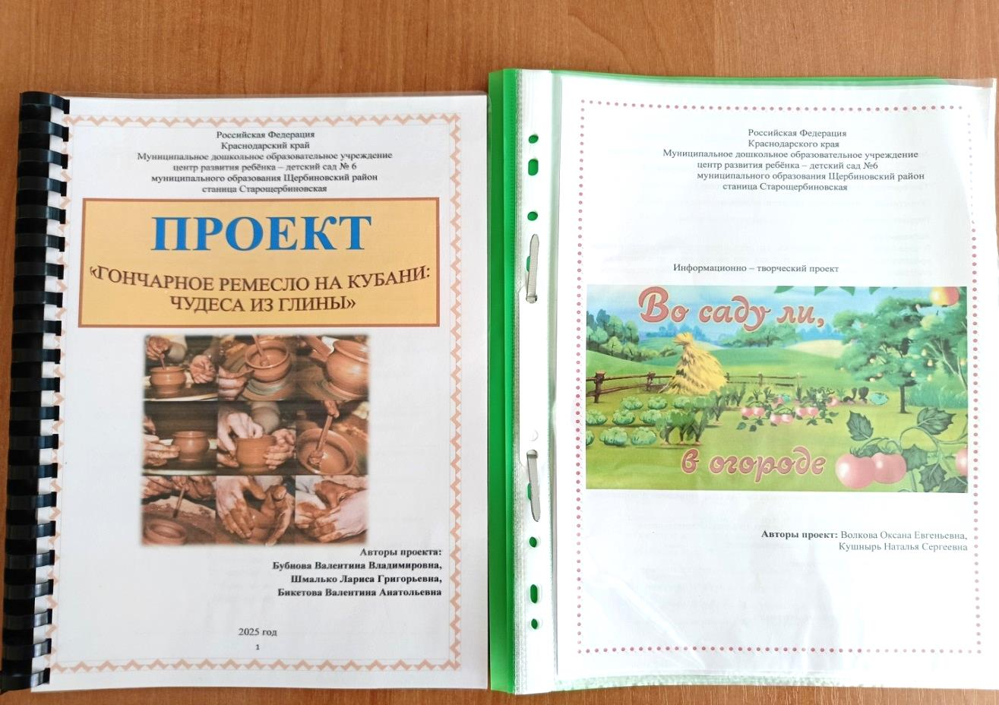 Российская Федерация
Краснодарский край
Муниципальное дошкольное образовательное учреждение
центр развития ребёнка – детский сад № 6
муниципального образования Щербиновский район
станица Старощербиновская
ПРОЕКТ
«ГОНЧАРНОЕ РЕМЕСЛО НА КУБАНИ:
ЧУДЕСА ИЗ ГЛИНЫ»
Авторы проекта:
Бубнова Валентина Владимировна,
Шмалько Лариса Григорьевна,
Бикетова Валентина Анатольевна
2025 год
1
Российская Федерация
Краснодарского края
Муниципальное дошкольное образовательное учреждение
центр развития ребёнка – детский сад №6
муниципального образования Щербиновский район
станица Старощербиновская
Информационно – творческий проект
Во саду ли,
в огороде
Авторы проект: Волкова Оксана Евгеньевна,
Кушнырь Наталья Сергеевна